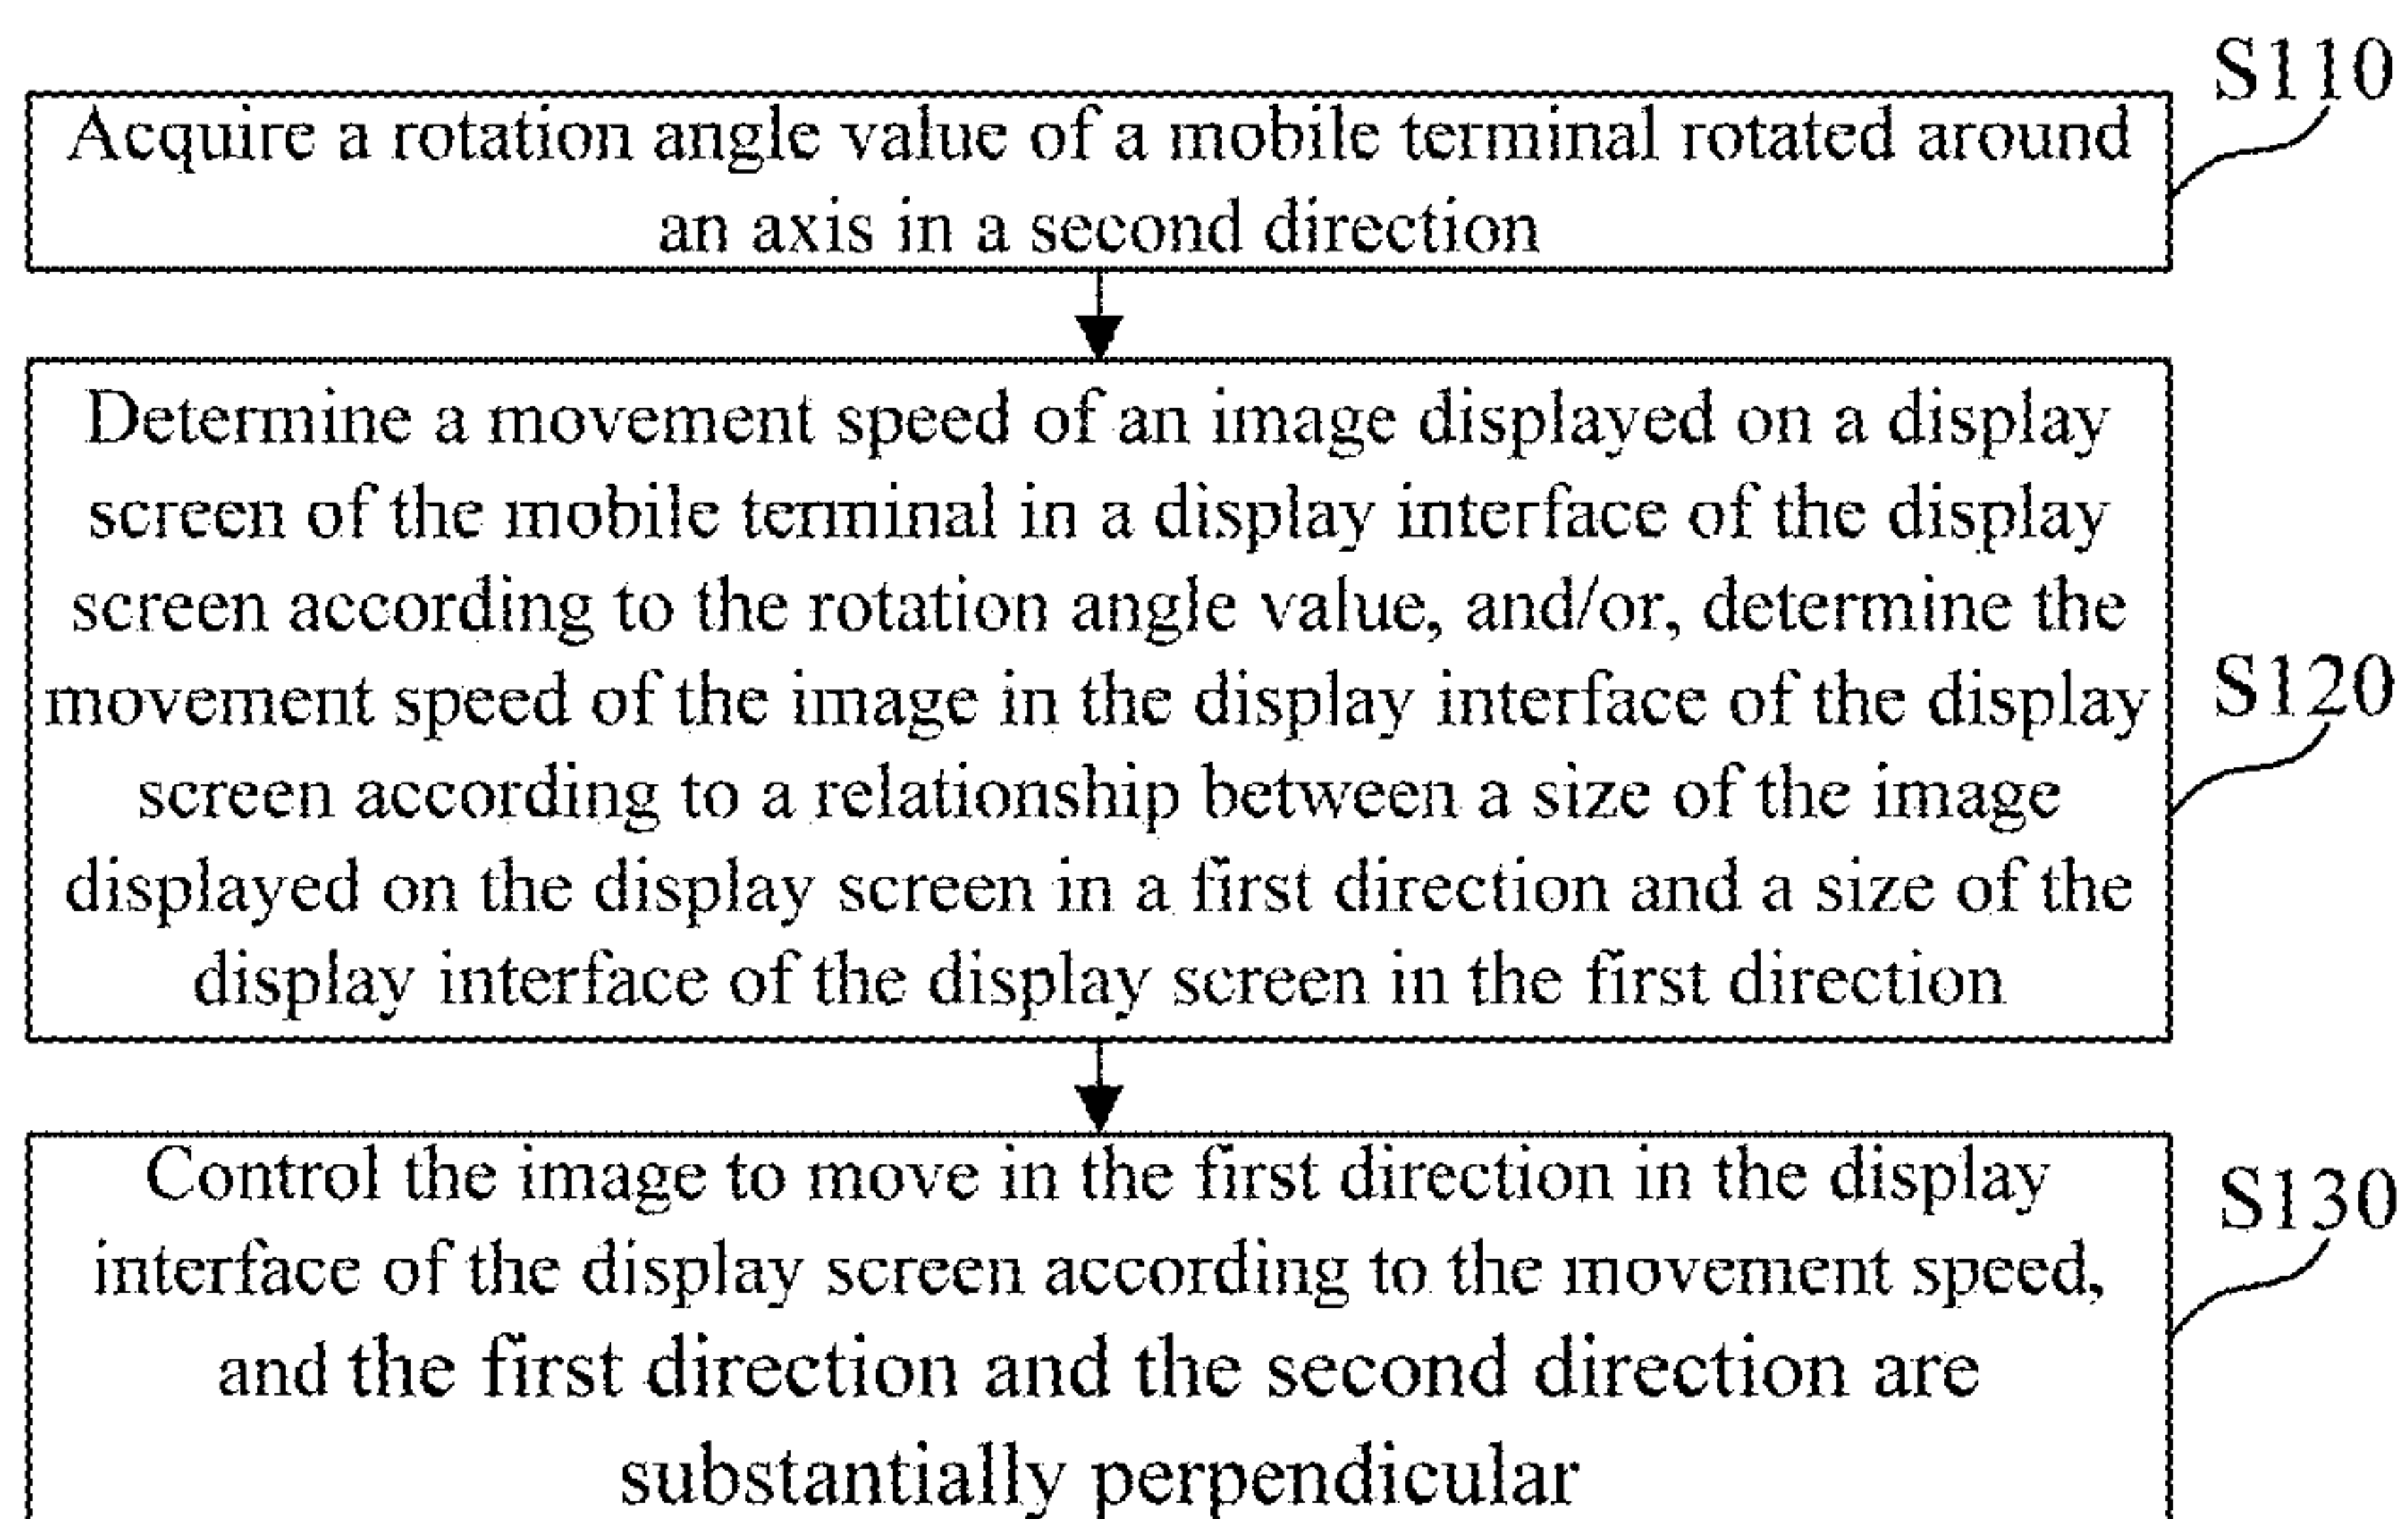 S110
Acquire a rotation angle value of a mobile terminal rotated around
an axis in a second direction
Determine a movement speed of an image displayed on a display
screen of the mobile terminal in a display interface of the display
screen according to the rotation angle value, and/or, determine the
movement speed of the image in the display interface of the display
S120
screen according to a relationship between a size of the image
displayed on the display screen in a first direction and a size of the
display interface of the display screen in the first direction
Control the image to move in the first direction in the display
S130
interface of the display screen according to the movement speed,
and the first direction and the second direction are
substantially perpendicular